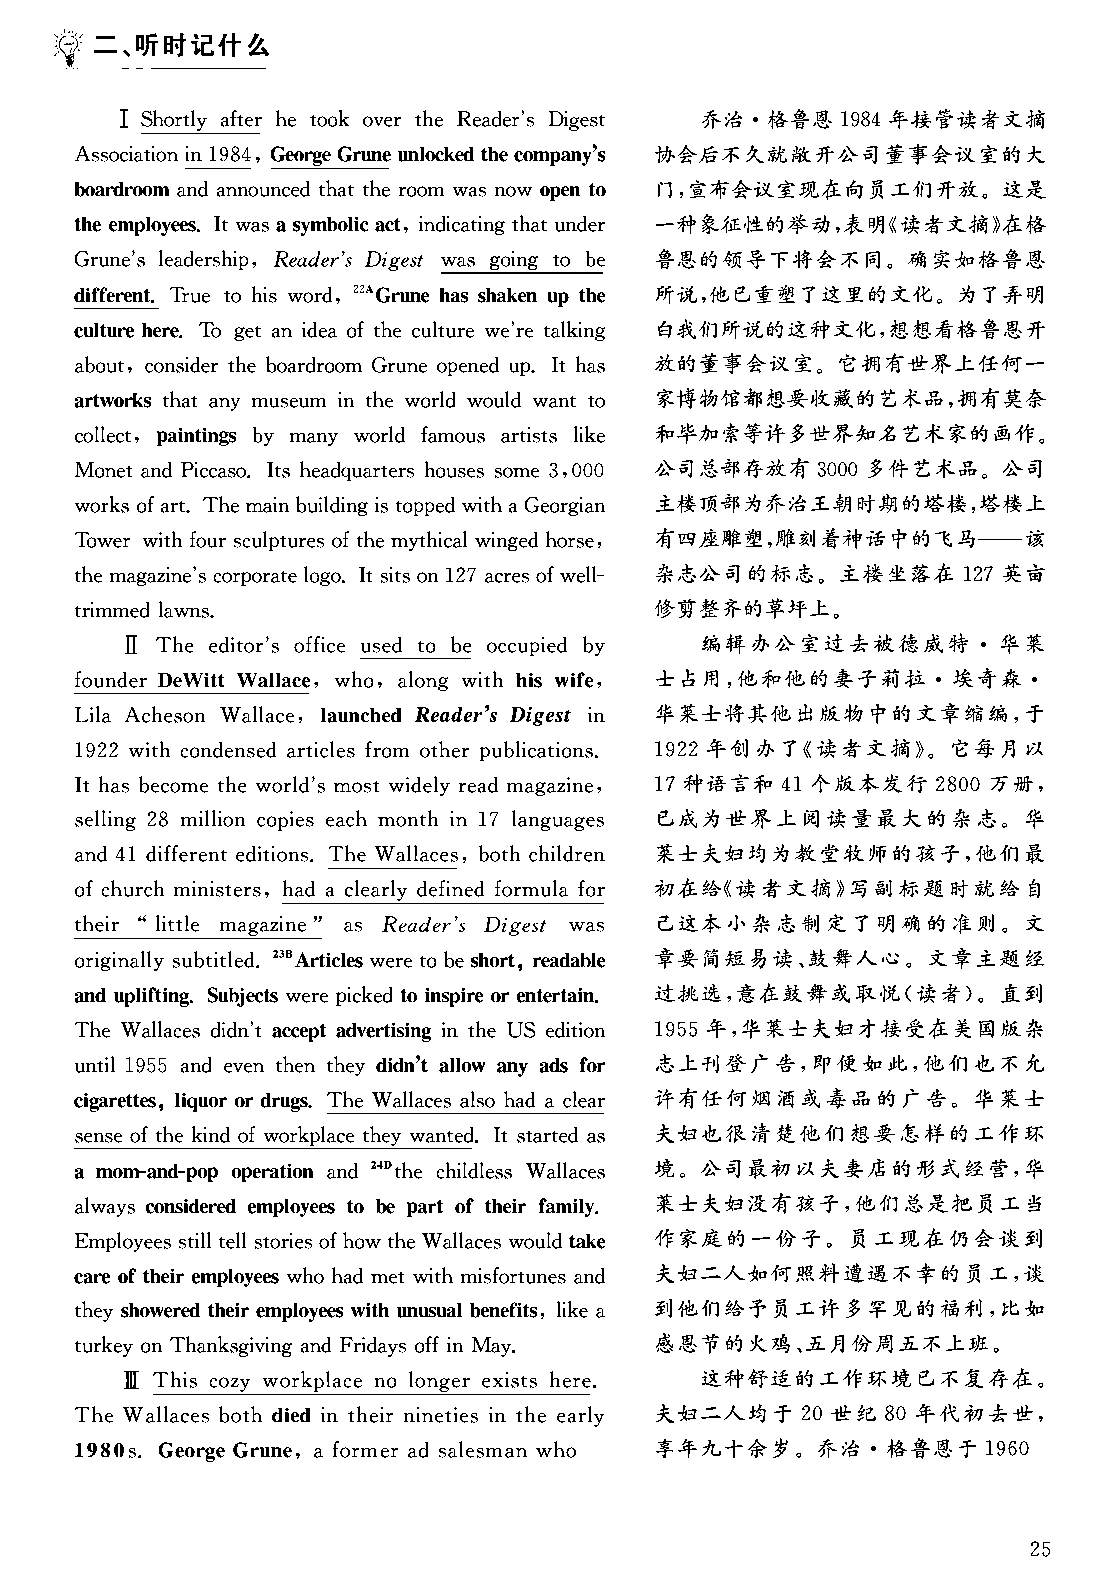 二、听时记什么
Ⅰ Shortly after he took over the Reader's Digest
Association in 1984, George Grune unlocked the company's
boardroom and announced that the room was now open to
the employees. It was a symbolic act, indicating that under
Grune's leadership, Reader's Digest was going to be
different. True to his word, 22A Grune has shaken up the
culture here. To get an idea of the culture we're talking
about, consider the boardroom Grune opened up. It has
artworks that any museum in the world would want to
collect, paintings by many world famous artists like
Monet and Piccaso. Its headquarters houses some 3,000
works of art. The main building is topped with a Georgian
Tower with four sculptures of the mythical winged horse,
the magazine's corporate logo. It sits on 127 acres of well-
trimmed lawns.
Ⅱ The editor's office used to be occupied by
founder DeWitt Wallace, who, along with his wife,
Lila Acheson Wallace, launched Reader's Digest in
1922 with condensed articles from other publications.
It has become the world's most widely read magazine,
selling 28 million copies each month in 17 languages
and 41 different editions. The Wallaces, both children
of church ministers, had a clearly defined formula for
their "little magazine" as Reader's Digest was
originally subtitled. 23B Articles were to be short, readable
and uplifting. Subjects were picked to inspire or entertain.
The Wallaces didn't accept advertising in the US edition
until 1955 and even then they didn't allow any ads for
cigarettes, liquor or drugs. The Wallaces also had a clear
sense of the kind of workplace they wanted. It started as
a mom-and-pop operation and 24D the childless Wallaces
always considered employees to be part of their family.
Employees still tell stories of how the Wallaces would take
care of their employees who had met with misfortunes and
they showered their employees with unusual benefits, like a
turkey on Thanksgiving and Fridays off in May.
Ⅲ This cozy workplace no longer exists here.
The Wallaces both died in their nineties in the early
1980s. George Grune, a former ad salesman who
乔治·格鲁恩 1984 年接管读者文摘
协会后不久就敞开公司董事会议室的大
门,宣布会议室现在向员工们开放。这是
一种象征性的举动,表明《读者文摘》在格
鲁恩的领导下将会不同。确实如格鲁恩
所说,他已重塑了这里的文化。为了弄明
白我们所说的这种文化,想想看格鲁恩开
放的董事会议室。它拥有世界上任何一
家博物馆都想要收藏的艺术品,拥有莫奈
和毕加索等许多世界知名艺术家的画作。
公司总部存放有 3000 多件艺术品。公司
主楼顶部为乔治王朝时期的塔楼,塔楼上
有四座雕塑,雕刻着神话中的飞马——该
杂志公司的标志。主楼坐落在 127 英亩
修剪整齐的草坪上。
编辑办公室过去被德威特·华莱
士占用,他和他的妻子莉拉·埃奇森·
华莱士将其他出版物中的文章缩编,于
1922 年创办了《读者文摘》。它每月以
17 种语言和 41 个版本发行 2800 万册,
已成为世界上阅读量最大的杂志。华
莱士夫妇均为教堂牧师的孩子,他们最
初在给《读者文摘》写副标题时就给自
己这本小杂志制定了明确的准则。文
章要简短易读、鼓舞人心。文章主题经
过挑选,意在鼓舞或取悦(读者)。直到
1955 年,华莱士夫妇才接受在美国版杂
志上刊登广告,即便如此,他们也不允
许有任何烟酒或毒品的广告。华莱士
夫妇也很清楚他们想要怎样的工作环
境。公司最初以夫妻店的形式经营,华
莱士夫妇没有孩子,他们总是把员工当
作家庭的一份子。员工现在仍会谈到
夫妇二人如何照料遭遇不幸的员工,谈
到他们给予员工许多罕见的福利,比如
感恩节的火鸡、五月份周五不上班。
这种舒适的工作环境已不复存在。
夫妇二人均于 20 世纪 80 年代初去世,
享年九十余岁。乔治·格鲁恩于 1960
25